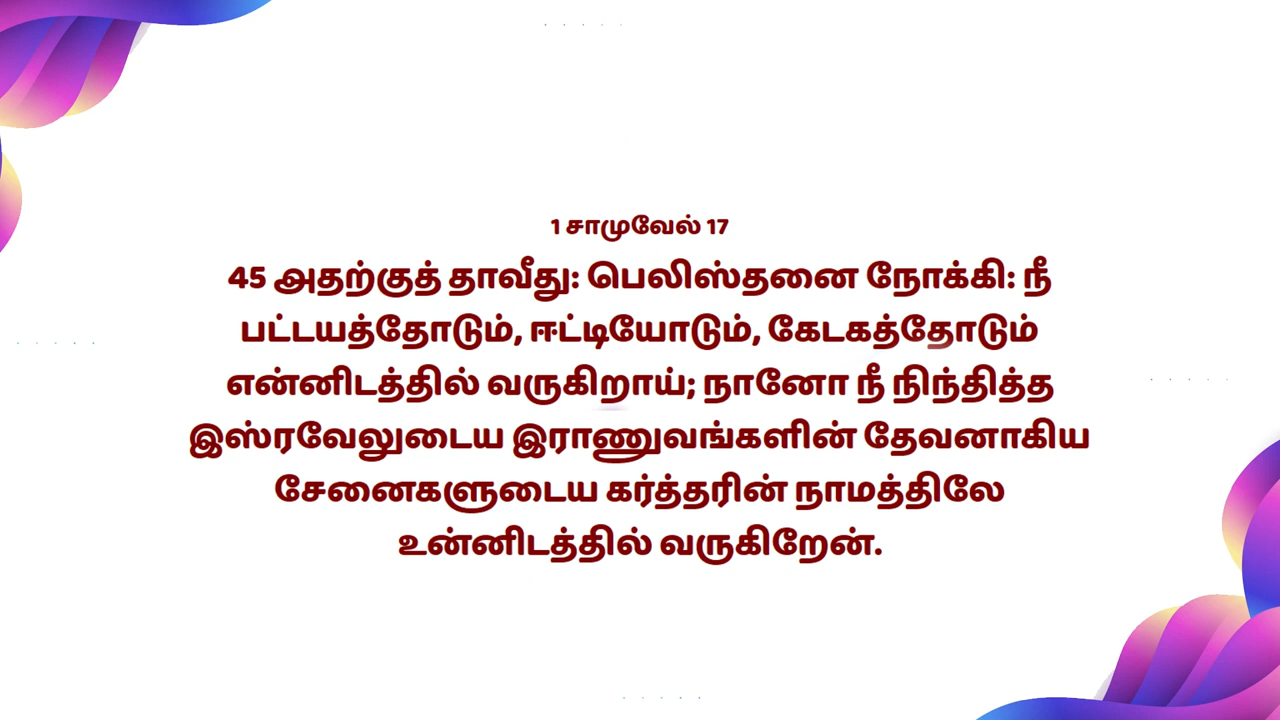 1 சாமுவேல் 17
45 அதற்குத் தாவீது: பெலிஸ்தனை நோக்கி: நீ
பட்டயத்தோடும், ஈட்டியோடும், கேடகத்தோடும்
என்னிடத்தில் வருகிறாய்; நானோ நீ நிந்தித்த
இஸ்ரவேலுடைய இராணுவங்களின் தேவனாகிய
சேனைகளுடைய கர்த்தரின் நாமத்திலே
உன்னிடத்தில் வருகிறேன்.